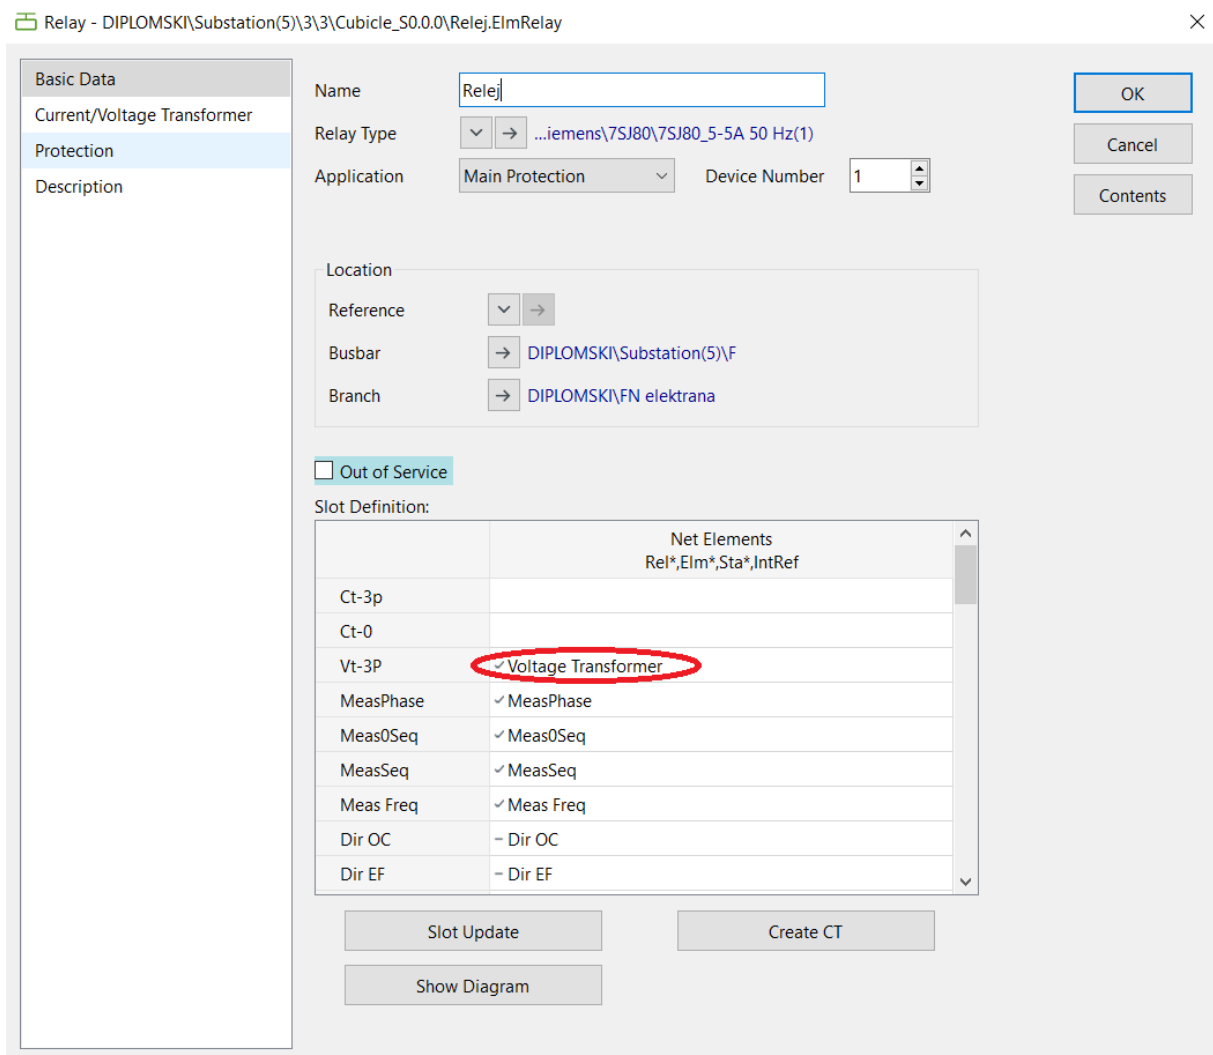 Relay - DIPLOMSKI\Substation(5)\3\3\Cubicle_S0.0.0\Relej.ElmRelay
Basic Data
Current/Voltage Transformer
Protection
Description
Name
Relej
Relay Type
...iemens\7SJ80\7SJ80_5-5A 50 Hz(1)
Application
Main Protection
Device Number
1
OK
Cancel
Contents
Location
Reference
Busbar
DIPLOMSKI\Substation(5)\F
Branch
DIPLOMSKI\FN elektrana
Out of Service
Slot Definition:
Net Elements
Rel*,Elm*,Sta*,IntRef
Ct-3p
Ct-0
Vt-3P Voltage Transformer
MeasPhase MeasPhase
Meas0Seq Meas0Seq
MeasSeq MeasSeq
Meas Freq Meas Freq
Dir OC Dir OC
Dir EF Dir EF
Slot Update
Create CT
Show Diagram